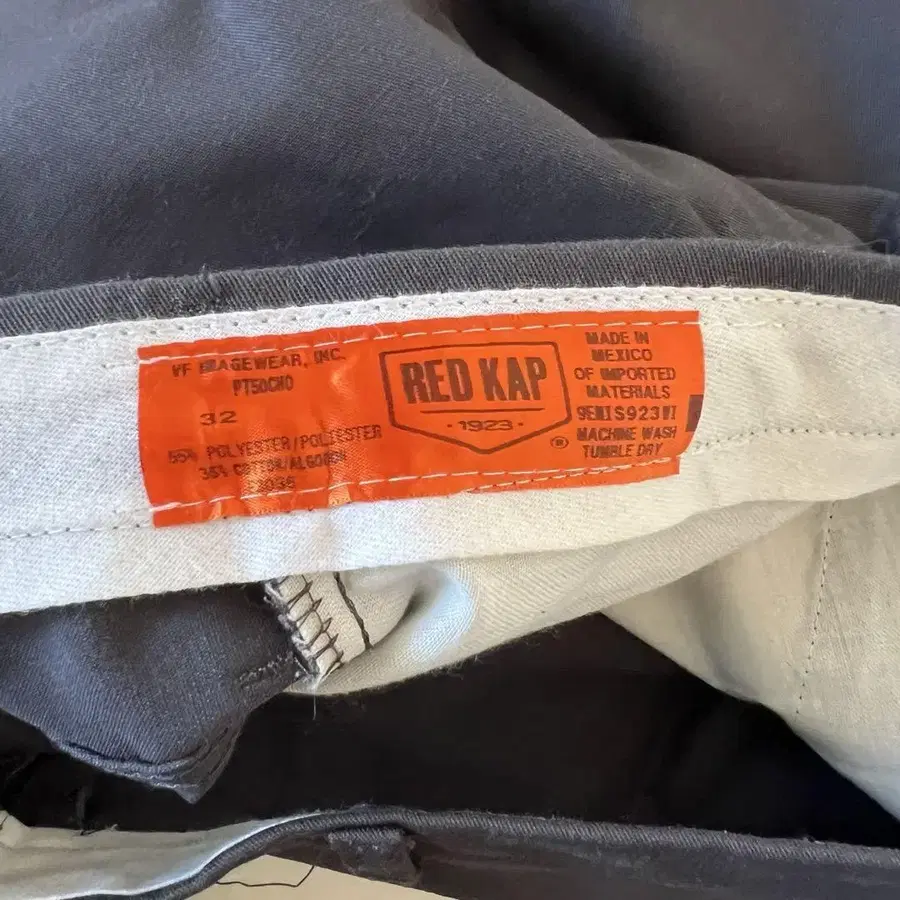 VF IMAGEWEAR, INC.
PT50CHO
32
55% POLYESTER/POLIESTER
35% COTTON/ALGODON
RED KAP
· 1923 ·
®
MADE IN
MEXICO
OF IMPORTED
MATERIALS
MACHINE WASH
TUMBLE DRY